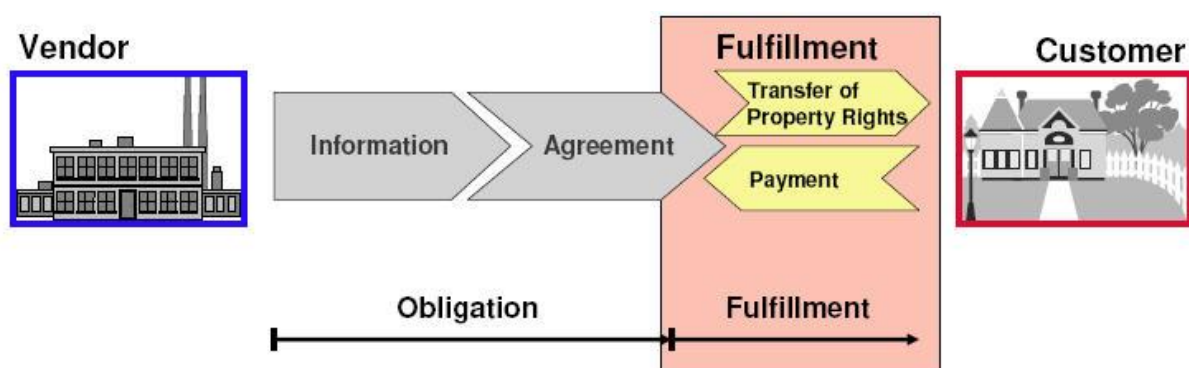 Vendor
Fulfillment
Customer
Transfer of
Property Rights
Information
Agreement
Payment
Obligation
Fulfillment